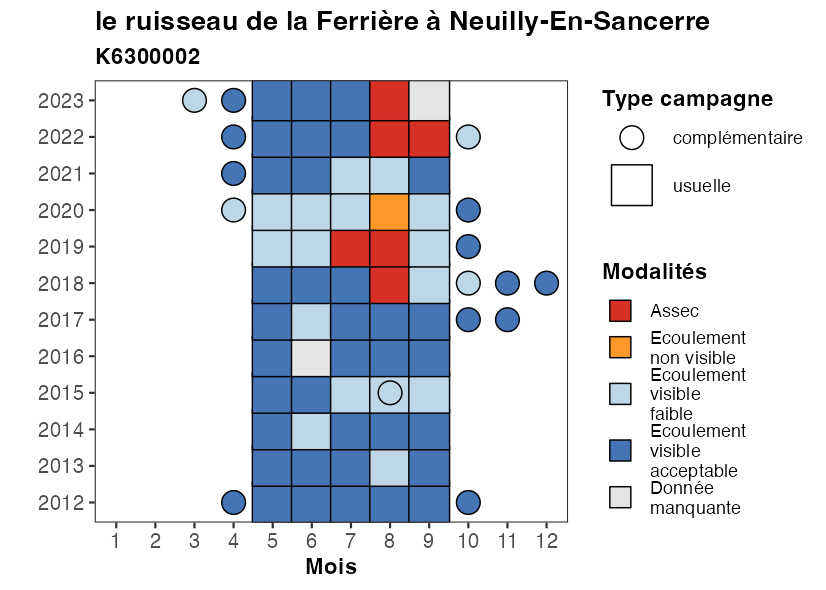 le ruisseau de la Ferrière à Neuilly-En-Sancerre
K6300002
2023
2022
2021
2020
2019
2018
2017
2016
2015
2014
2013
2012
1 2 3 4 5 6 7 8 9 10 11 12
Mois
Type campagne
complémentaire
usuelle
Modalités
Assec
Ecoulement
non visible
Ecoulement
visible
faible
Ecoulement
visible
acceptable
Donnée
manquante